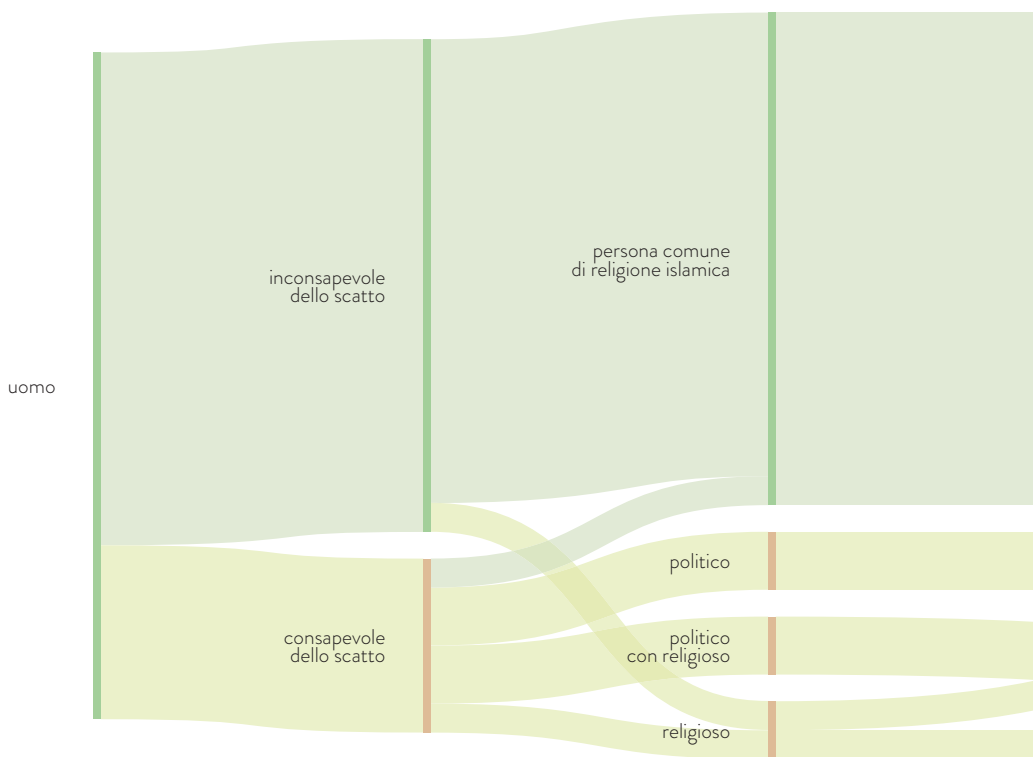 uomo
inconsapevole
dello scatto
consapevole
dello scatto
persona comune
di religione islamica
politico
politico
con religioso
religioso